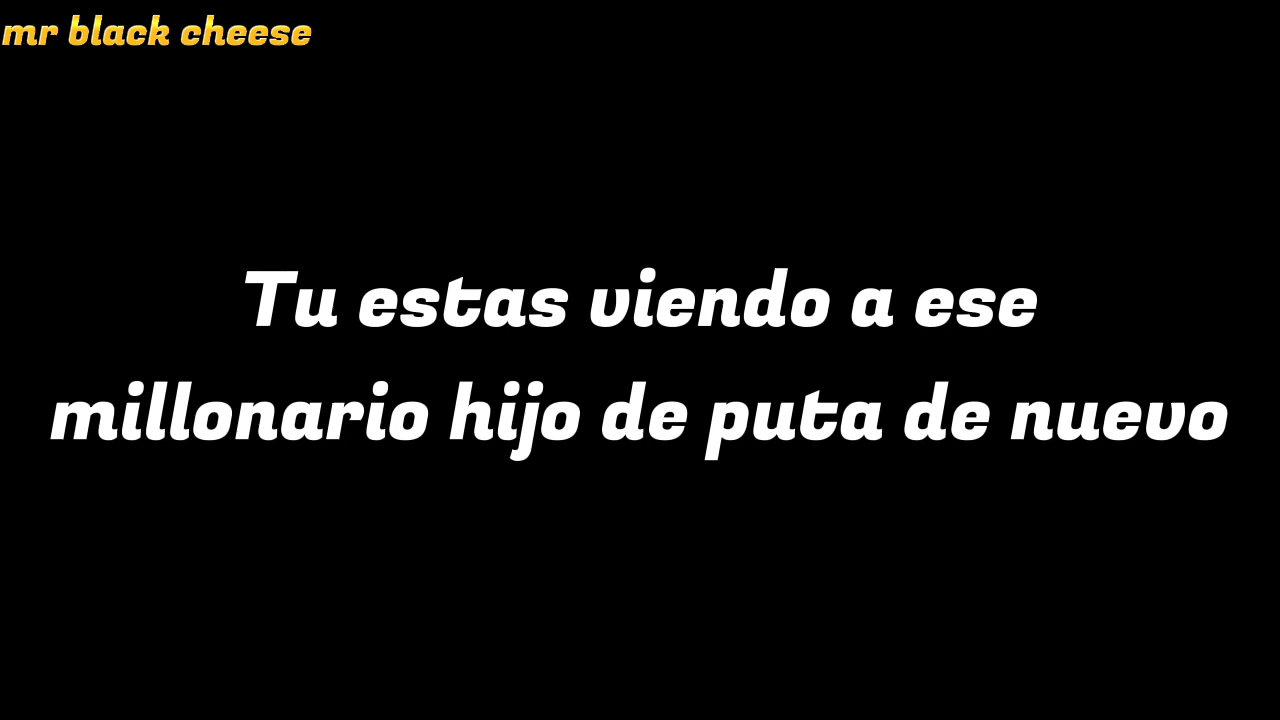 mr black cheese
Tu estas viendo a ese
millonario hijo de puta de nuevo